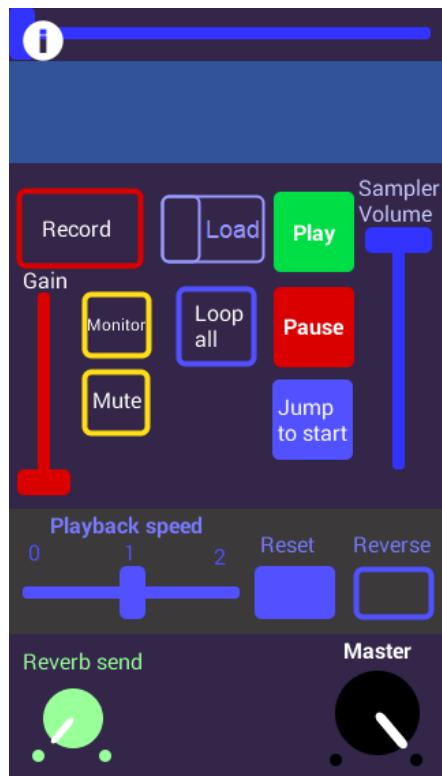 i
Sampler
Volume
Record
Load
Play
Gain
Monitor
Loop
all
Pause
Mute
Jump
to start
Playback speed
0
1
2
Reset
Reverse
Reverb send
Master